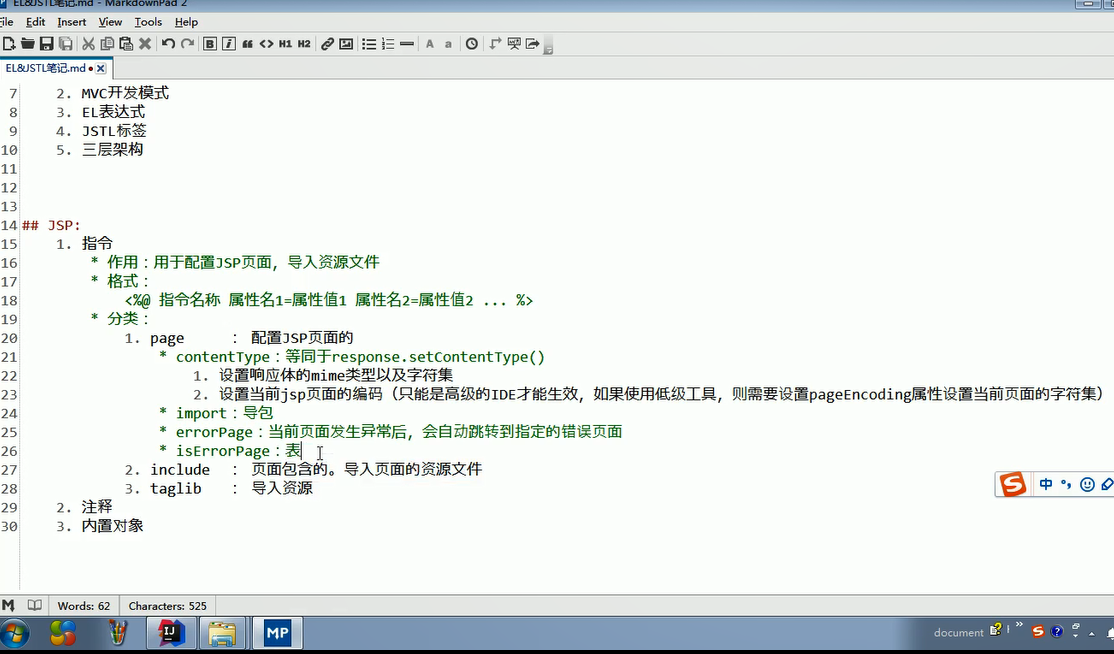 EL&JSTL笔记.md - MarkdownPad 2
File Edit Insert View Tools Help
B i “ <> H1 H2 A a
EL&JSTL笔记.md
7 2. MVC开发模式
8 3. EL表达式
9 4. JSTL标签
10 5. 三层架构
11
12
13
14 ## JSP:
15 1. 指令
16 * 作用：用于配置JSP页面，导入资源文件
17 * 格式：
18 <%@ 指令名称 属性名1=属性值1 属性名2=属性值2 ... %>
19 * 分类：
20 1. page ： 配置JSP页面的
21 * contentType：等同于response.setContentType()
22 1. 设置响应体的mime类型以及字符集
23 2. 设置当前jsp页面的编码（只能是高级的IDE才能生效，如果使用低级工具，则需要设置pageEncoding属性设置当前页面的字符集）
24 * import：导包
25 * errorPage：当前页面发生异常后，会自动跳转到指定的错误页面
26 * isErrorPage：表
27 2. include ： 页面包含的。导入页面的资源文件
28 3. taglib ： 导入资源
29 2. 注释
30 3. 内置对象
S 中 °，
Words: 62 Characters: 525
IJ MP document